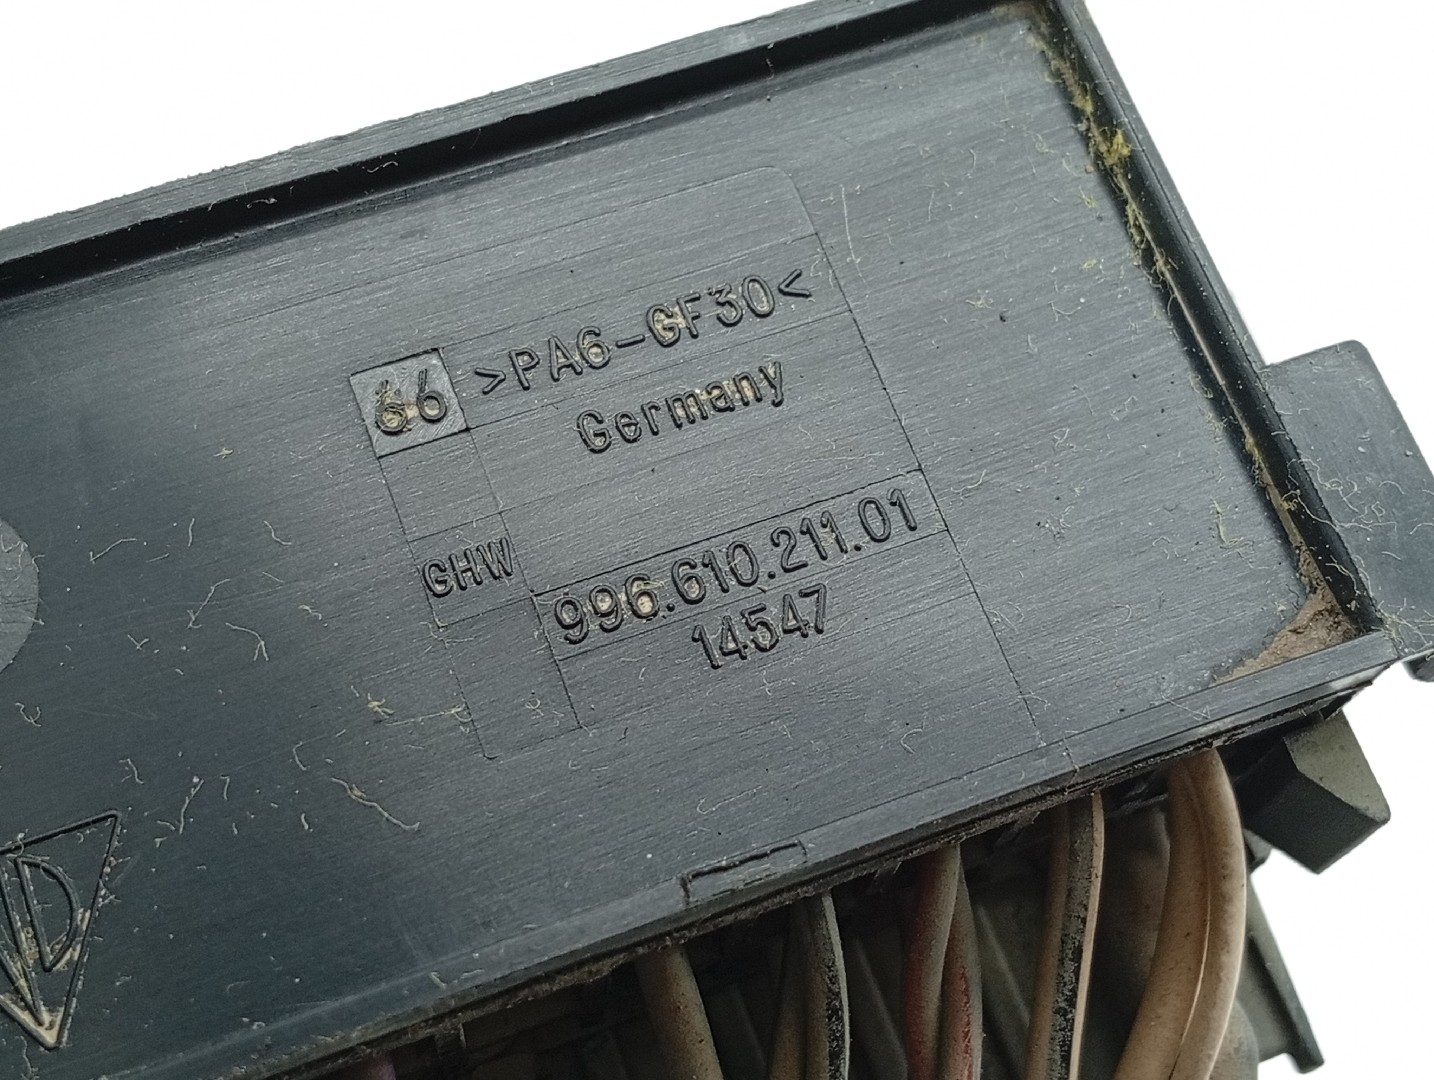 66 >PA6-GF30<
Germany
GHW
996.610.211.01
14547
D